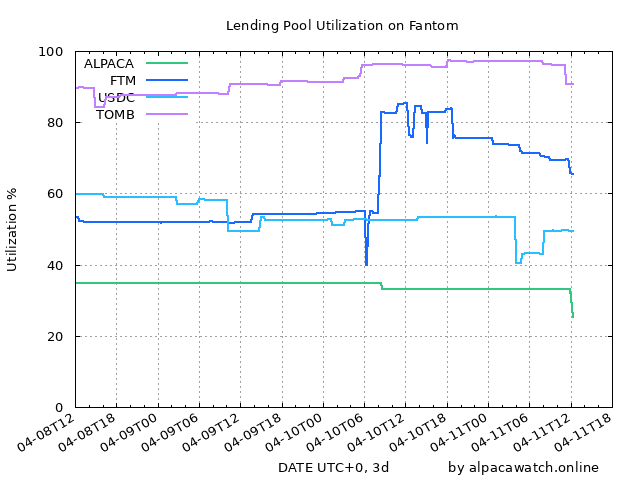 Lending Pool Utilization on Fantom
100
80
60
40
20
0
Utilization %
ALPACA
FTM
USDC
TOMB
04-08T12
04-08T18
04-09T00
04-09T06
04-09T12
04-09T18
04-10T00
04-10T06
04-10T12
04-10T18
04-11T00
04-11T06
04-11T12
04-11T18
DATE UTC+0, 3d
by alpacawatch.online